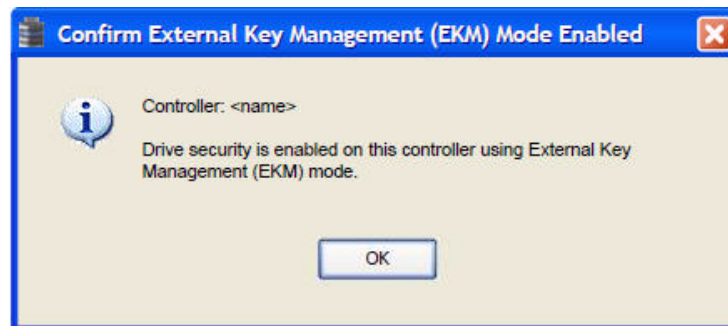 Confirm External Key Management (EKM) Mode Enabled
Controller: <name>
Drive security is enabled on this controller using External Key
Management (EKM) mode.
OK